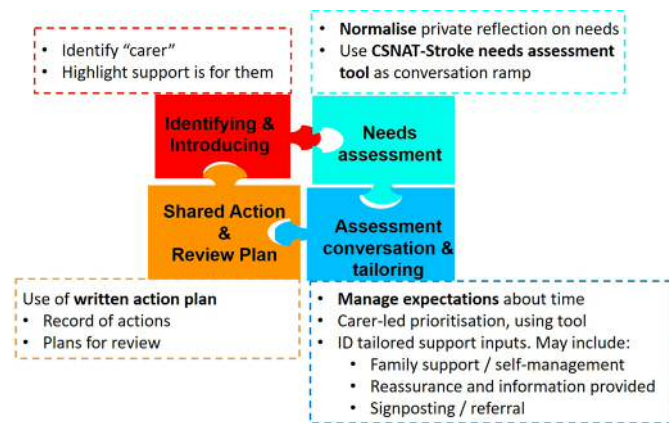 • Identify “carer”
• Highlight support is for them
• Normalise private reflection on needs
• Use CSNAT-Stroke needs assessment
tool as conversation ramp
Identifying &
Introducing
Needs
assessment
Shared Action
&
Review Plan
Assessment
conversation &
tailoring
Use of written action plan
• Record of actions
• Plans for review
• Manage expectations about time
• Carer-led prioritisation, using tool
• ID tailored support inputs. May include:
• Family support / self-management
• Reassurance and information provided
• Signposting / referral